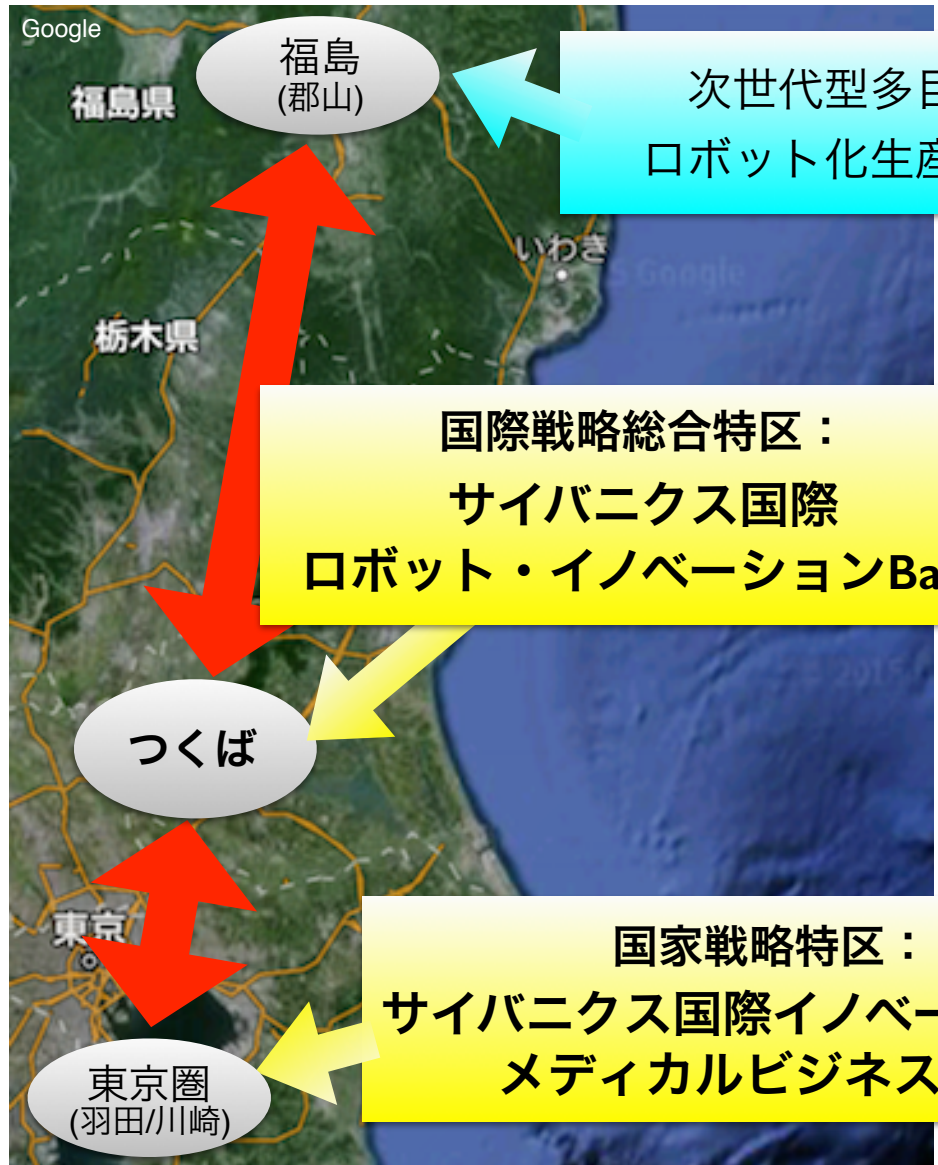 Google
福島
(郡山)
福島県
次世代型多目
ロボット化生産
いわき
Google
栃木県
国際戦略総合特区：
サイバニクス国際
ロボット・イノベーションBa
2015
つくば
東京
国家戦略特区：
サイバニクス国際イノベー
メディカルビジネス
東京圏
(羽田/川崎)